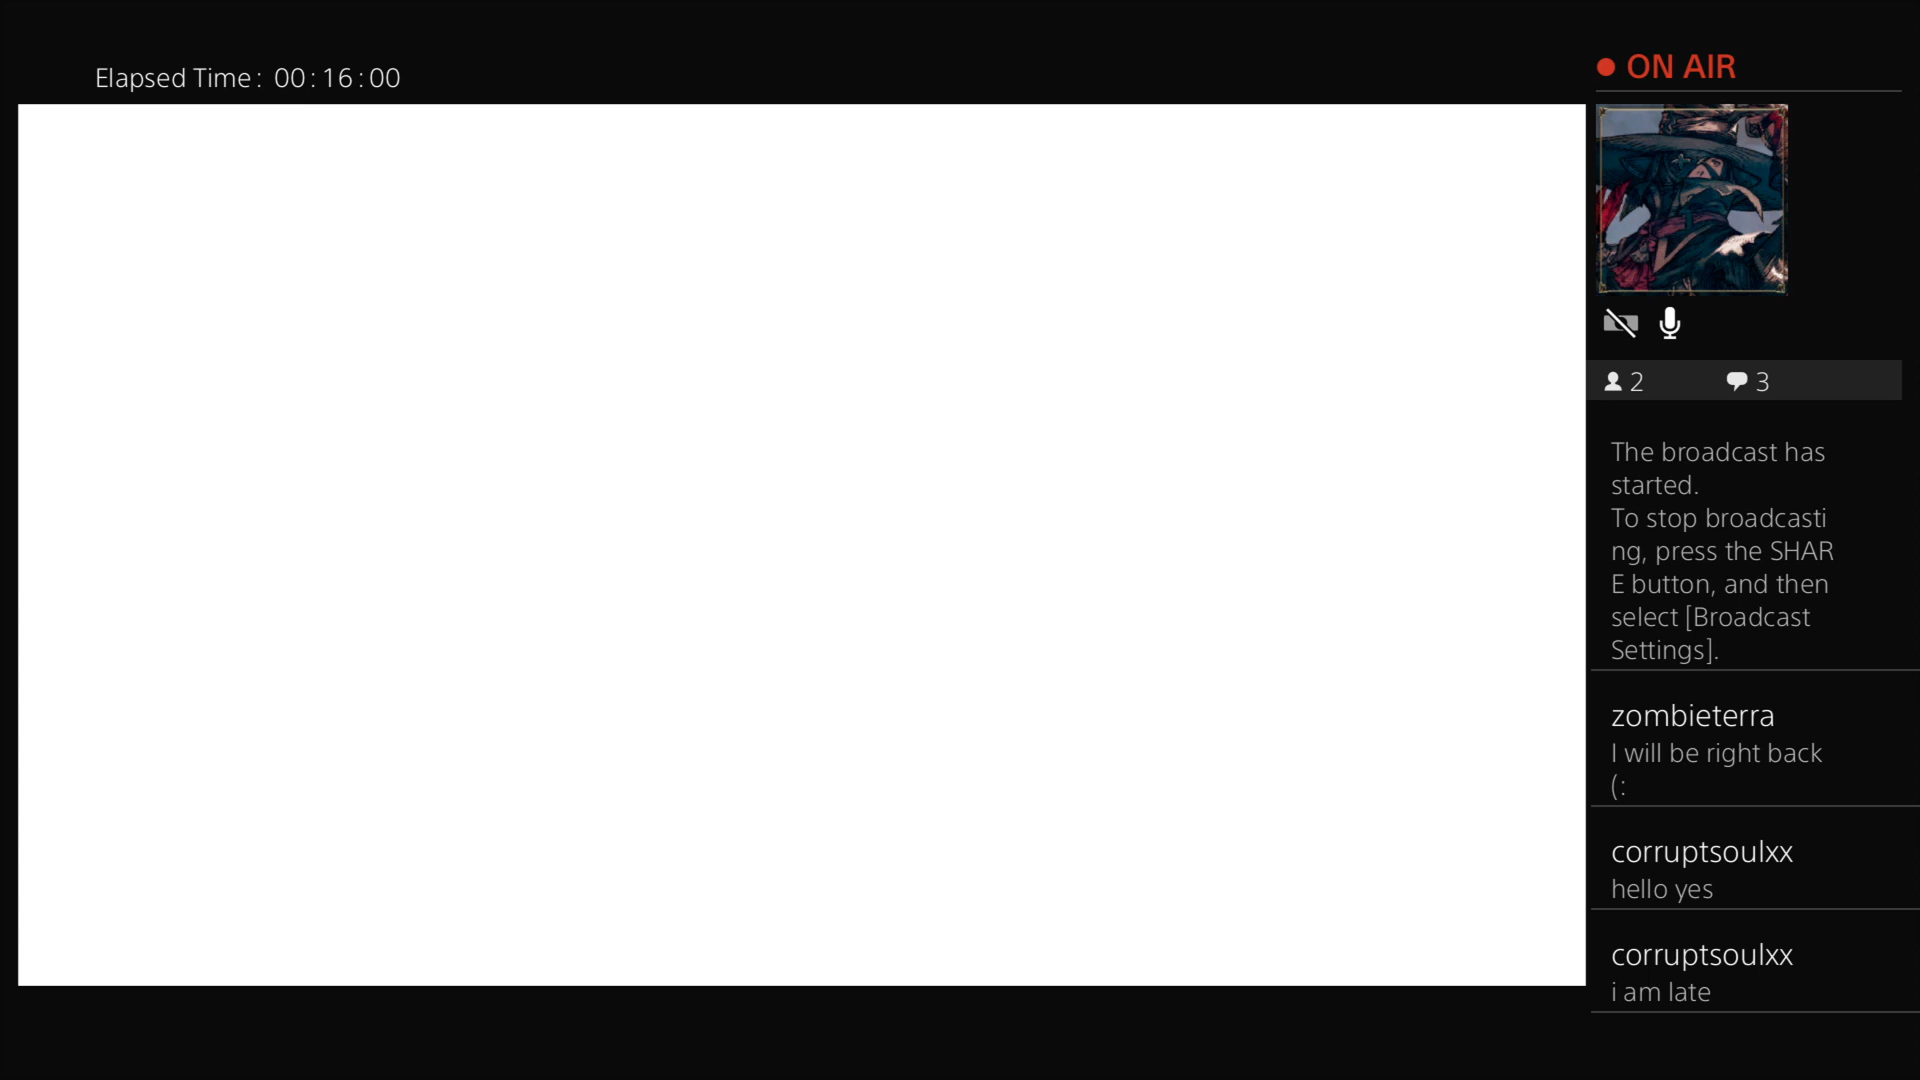 Elapsed Time: 00:16:00
ON AIR
2 3
The broadcast has
started.
To stop broadcasti
ng, press the SHAR
E button, and then
select [Broadcast
Settings].
zombieterra
I will be right back
(:
corruptsoulxx
hello yes
corruptsoulxx
i am late